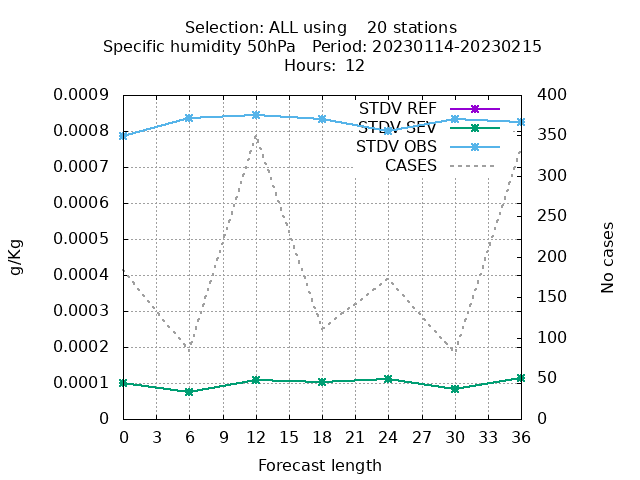 Selection: ALL using    20 stations
Specific humidity 50hPa   Period: 20230114-20230215
Hours: 12
0.0009
0.0008
0.0007
0.0006
0.0005
0.0004
0.0003
0.0002
0.0001
0
g/Kg
STDV REF
STDV SEV
STDV OBS
CASES
400
350
300
250
200
150
100
50
0
No cases
0 3 6 9 12 15 18 21 24 27 30 33 36
Forecast length